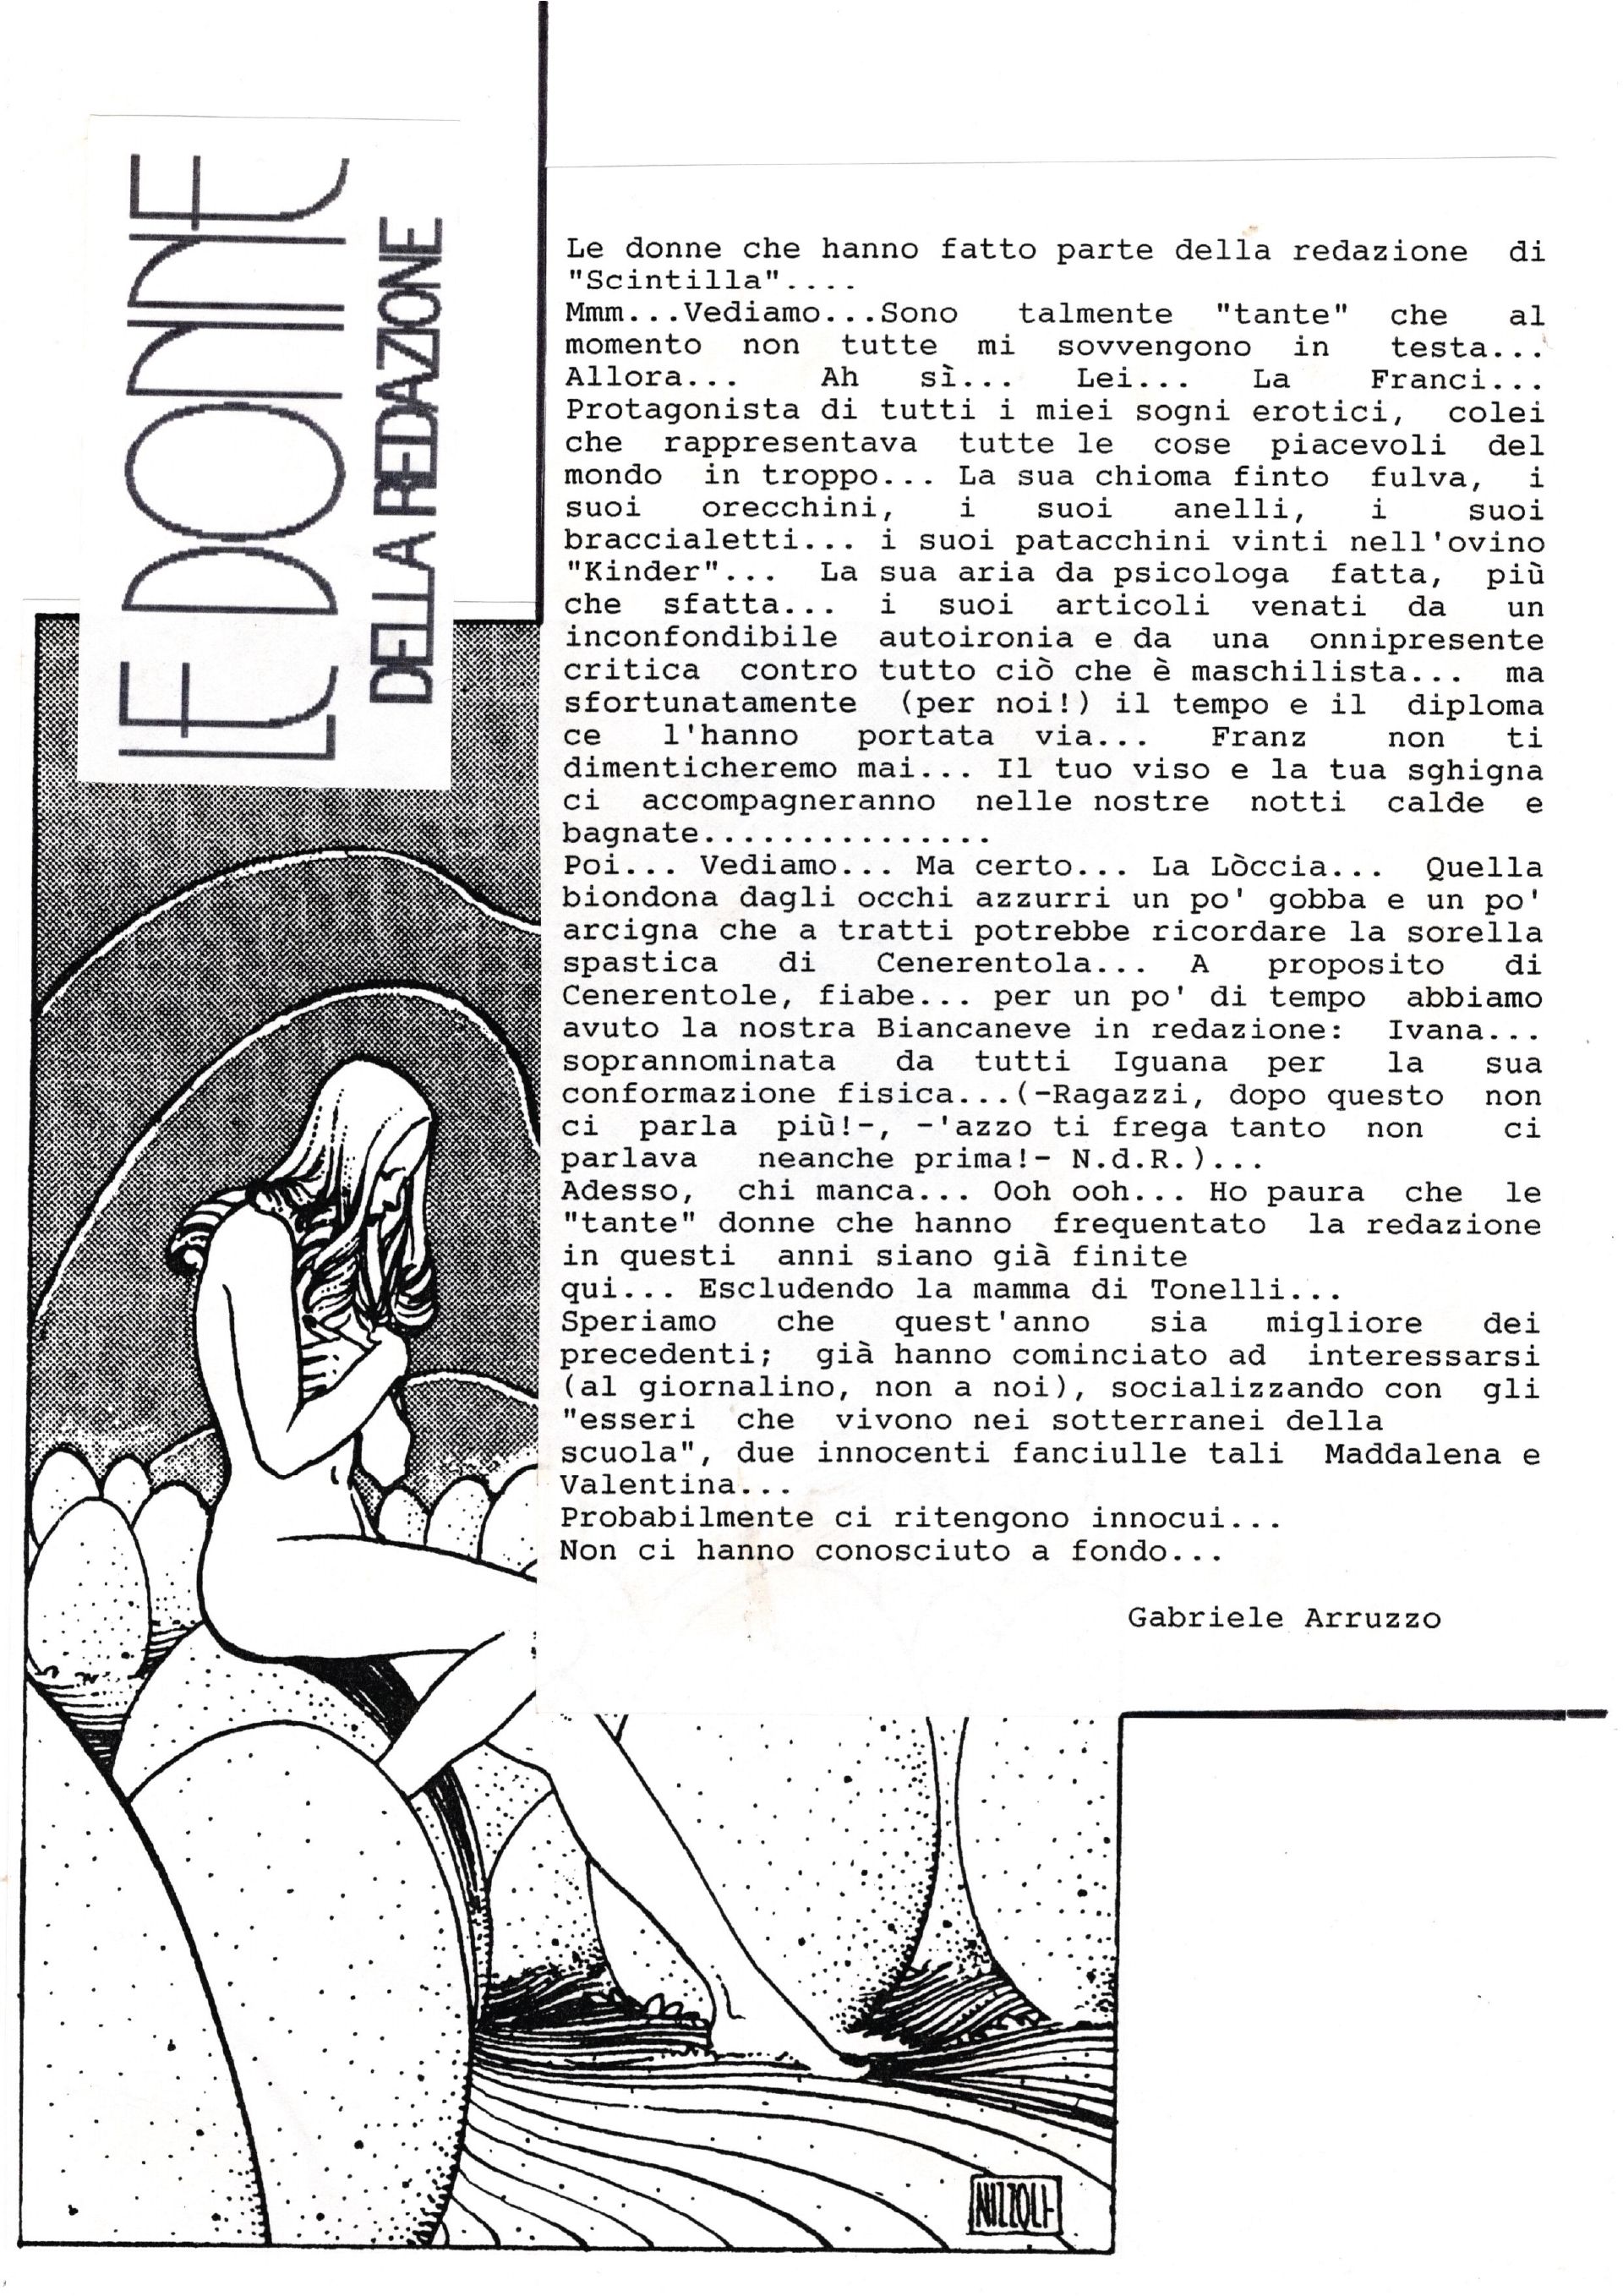 LE DONNE
DELLA REDAZIONE
Le donne che hanno fatto parte della redazione di
"Scintilla"....
Mmm...Vediamo...Sono talmente "tante" che al
momento non tutte mi sovvengono in testa...
Allora... Ah sì... Lei... La Franci...
Protagonista di tutti i miei sogni erotici, colei
che rappresentava tutte le cose piacevoli del
mondo in troppo... La sua chioma finto fulva, i
suoi orecchini, i suoi anelli, i suoi
braccialetti... i suoi patacchini vinti nell'ovino
"Kinder"... La sua aria da psicologa fatta, più
che sfatta... i suoi articoli venati da un
inconfondibile autoironia e da una onnipresente
critica contro tutto ciò che è maschilista... ma
sfortunatamente (per noi!) il tempo e il diploma
ce l'hanno portata via... Franz non ti
dimenticheremo mai... Il tuo viso e la tua sghigna
ci accompagneranno nelle nostre notti calde e
bagnate...............
Poi... Vediamo... Ma certo... La Lòccia... Quella
biondona dagli occhi azzurri un po' gobba e un po'
arcigna che a tratti potrebbe ricordare la sorella
spastica di Cenerentola... A proposito di
Cenerentole, fiabe... per un po' di tempo abbiamo
avuto la nostra Biancaneve in redazione: Ivana...
soprannominata da tutti Iguana per la sua
conformazione fisica...(-Ragazzi, dopo questo non
ci parla più!-, -'azzo ti frega tanto non ci
parlava neanche prima!- N.d.R.)...
Adesso, chi manca... Ooh ooh... Ho paura che le
"tante" donne che hanno frequentato la redazione
in questi anni siano già finite
qui... Escludendo la mamma di Tonelli...
Speriamo che quest'anno sia migliore dei
precedenti; già hanno cominciato ad interessarsi
(al giornalino, non a noi), socializzando con gli
"esseri che vivono nei sotterranei della
scuola", due innocenti fanciulle tali Maddalena e
Valentina...
Probabilmente ci ritengono innocui...
Non ci hanno conosciuto a fondo...
Gabriele Arruzzo
NIZZOLI